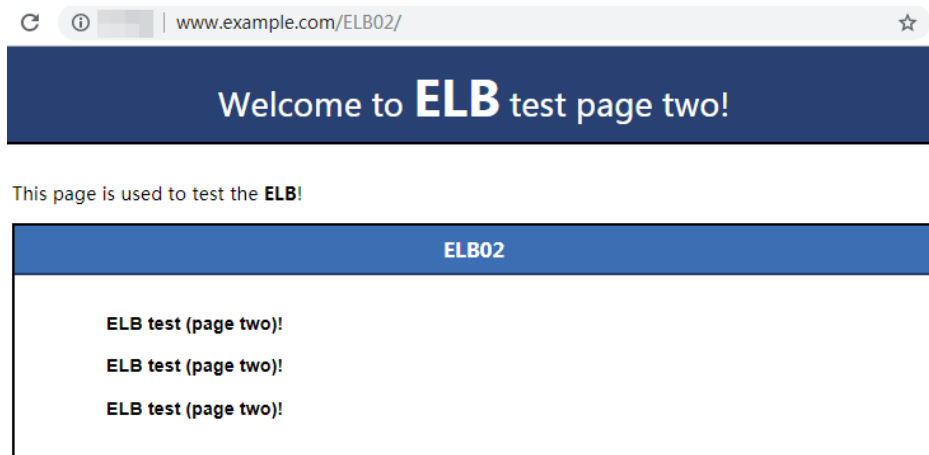 www.example.com/ELB02/
Welcome to ELB test page two!
This page is used to test the ELB!
ELB02
ELB test (page two)!
ELB test (page two)!
ELB test (page two)!